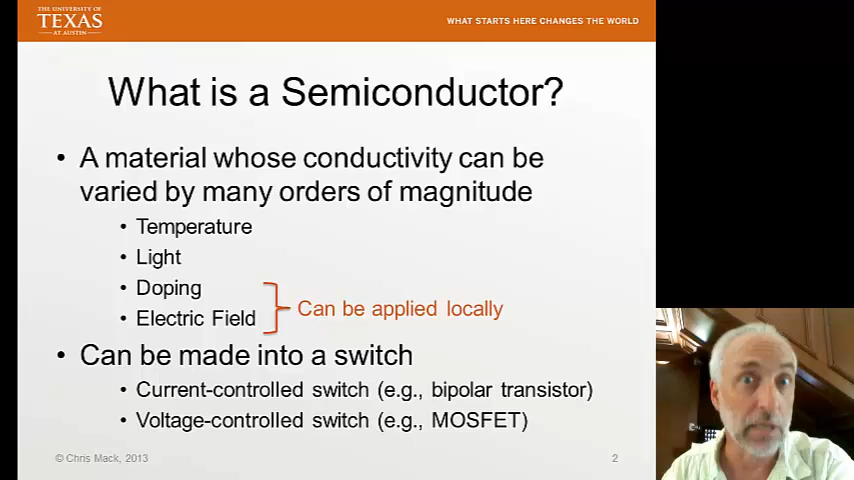 THE UNIVERSITY OF
TEXAS
AT AUSTIN
WHAT STARTS HERE CHANGES THE WORLD
What is a Semiconductor?
• A material whose conductivity can be
varied by many orders of magnitude
• Temperature
• Light
• Doping
• Electric Field
Can be applied locally
• Can be made into a switch
• Current-controlled switch (e.g., bipolar transistor)
• Voltage-controlled switch (e.g., MOSFET)
© Chris Mack, 2013
2